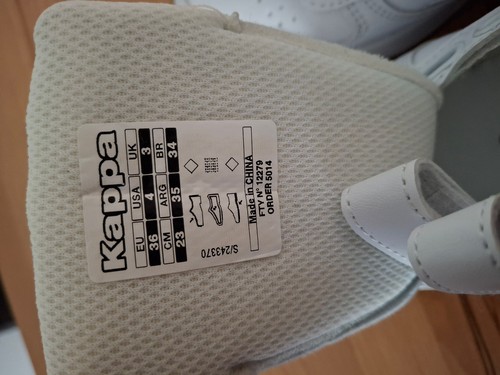 Kappa
EU USA UK
36 4 3
CM ARG BR
23 35 34
S/243370
Made in CHINA
FTY N° 12279
ORDER 5014